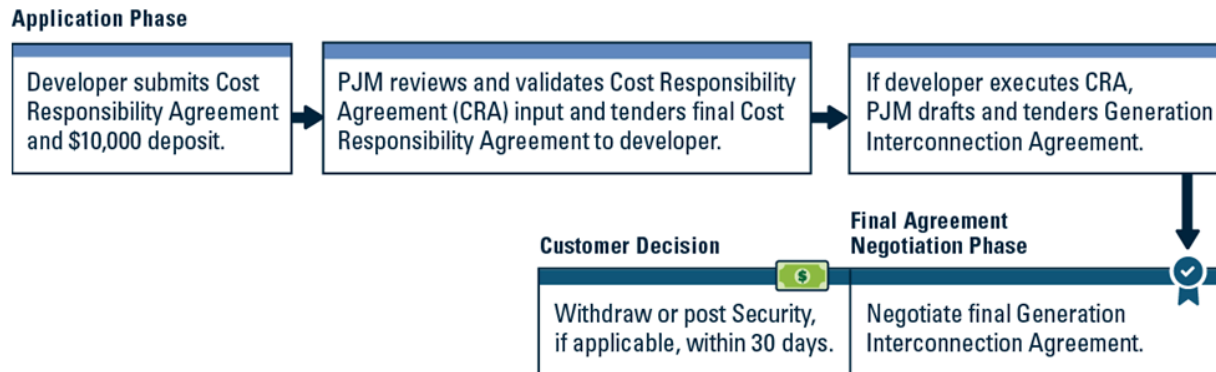 Application Phase
Developer submits Cost
Responsibility Agreement
and $10,000 deposit.
PJM reviews and validates Cost Responsibility
Agreement (CRA) input and tenders final Cost
Responsibility Agreement to developer.
If developer executes CRA,
PJM drafts and tenders Generation
Interconnection Agreement.
Final Agreement
Negotiation Phase
Negotiate final Generation
Interconnection Agreement.
Customer Decision
$
Withdraw or post Security,
if applicable, within 30 days.